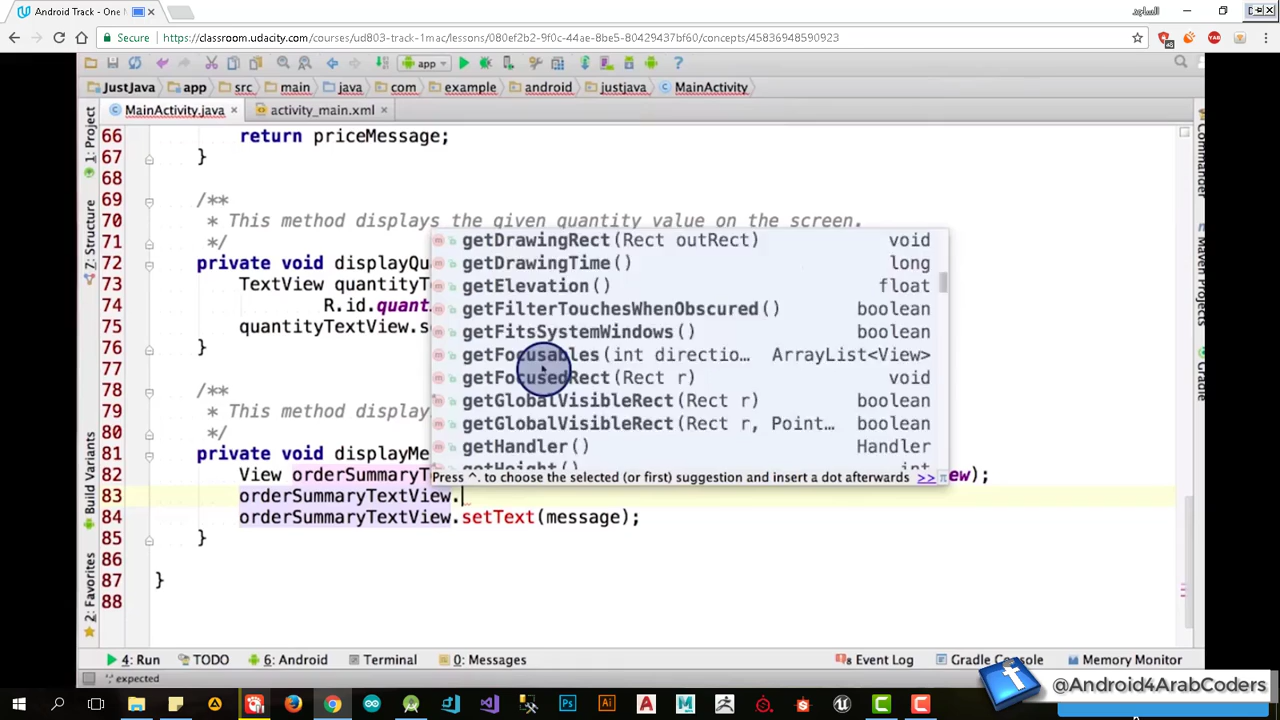 Android Track - One M
السلايد
Secure
https://classroom.udacity.com/courses/ud803-track-1mac/lessons/080ef2b2-9f0c-44ae-8be5-80429437bf60/concepts/45836948590923
app
JustJava app src main java com example android justjava MainActivity
MainActivity.java activity_main.xml
1: Project
7: Structure
Build Variants
2: Favorites
Commander
Maven Projects
Gradle
66 return priceMessage;
67 }
68
69 /**
70 * This method displays the given quantity value on the screen.
71 */
72 private void displayQu
73 TextView quantityT
74 R.id.quant
75 quantityTextView.s
76 }
77
78 /**
79 * This method display
80 */
81 private void displayMe
82 View orderSummaryT ew);
83 orderSummaryTextView.
84 orderSummaryTextView.setText(message);
85 }
86
87 }
88
getDrawingRect(Rect outRect) void
getDrawingTime() long
getElevation() float
getFilterTouchesWhenObscured() boolean
getFitsSystemWindows() boolean
getFocusables(int directio… ArrayList<View>
getFocusedRect(Rect r) void
getGlobalVisibleRect(Rect r) boolean
getGlobalVisibleRect(Rect r, Point… boolean
getHandler() Handler
getHeight() int
Press ^. to choose the selected (or first) suggestion and insert a dot afterwards >> π
4: Run TODO 6: Android Terminal 0: Messages 8 Event Log Gradle Console Memory Monitor
';' expected
@Android4ArabCoders